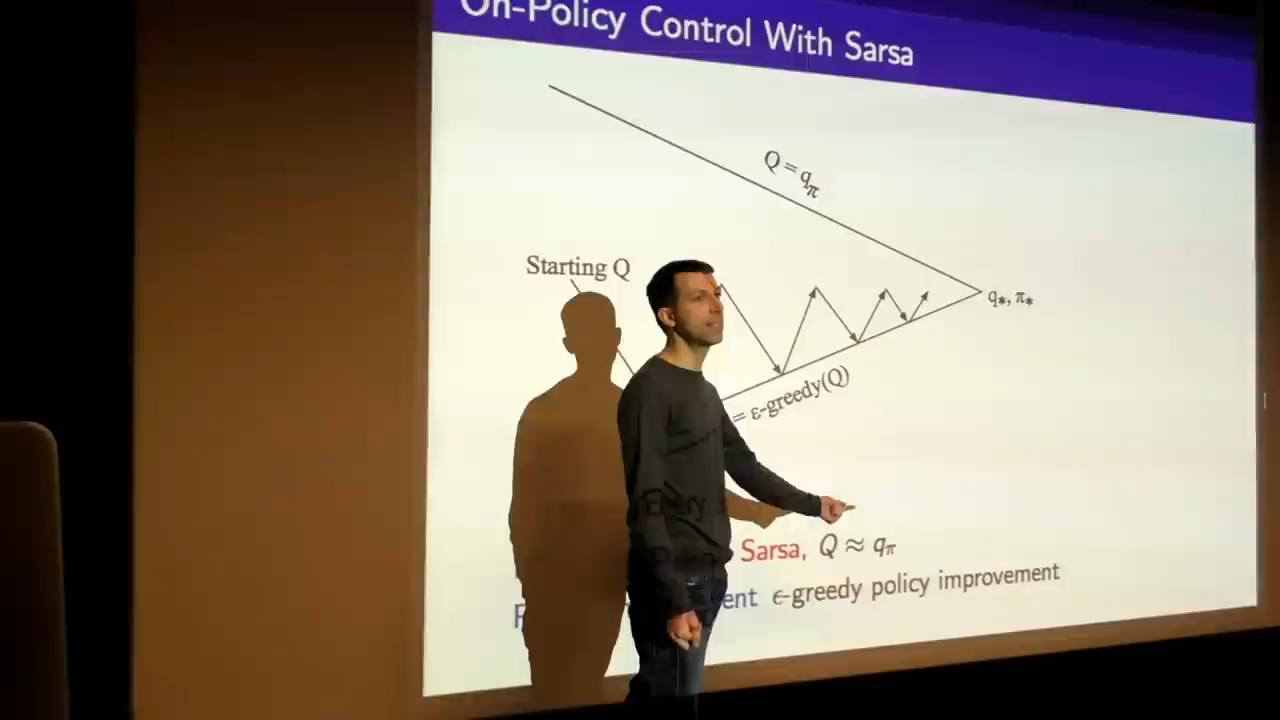 On-Policy Control With Sarsa
Q = qπ
Starting Q
q*, π*
= ε-greedy(Q)
Every
Sarsa, Q ≈ qπ
ent ϵ-greedy policy improvement